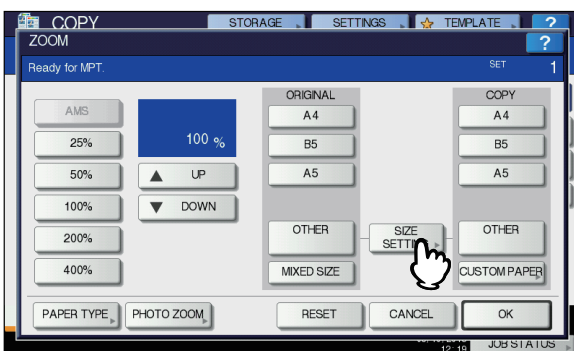 COPY STORAGE SETTINGS TEMPLATE ?
ZOOM ?
Ready for MPT. SET 1
ORIGINAL COPY
AMS
100 %
A4 A4
25% B5 B5
50% UP A5 A5
100% DOWN
200% OTHER SIZE OTHER
400% MIXED SIZE CUSTOM PAPER
PAPER TYPE PHOTO ZOOM RESET CANCEL OK
12:19 JOB STATUS